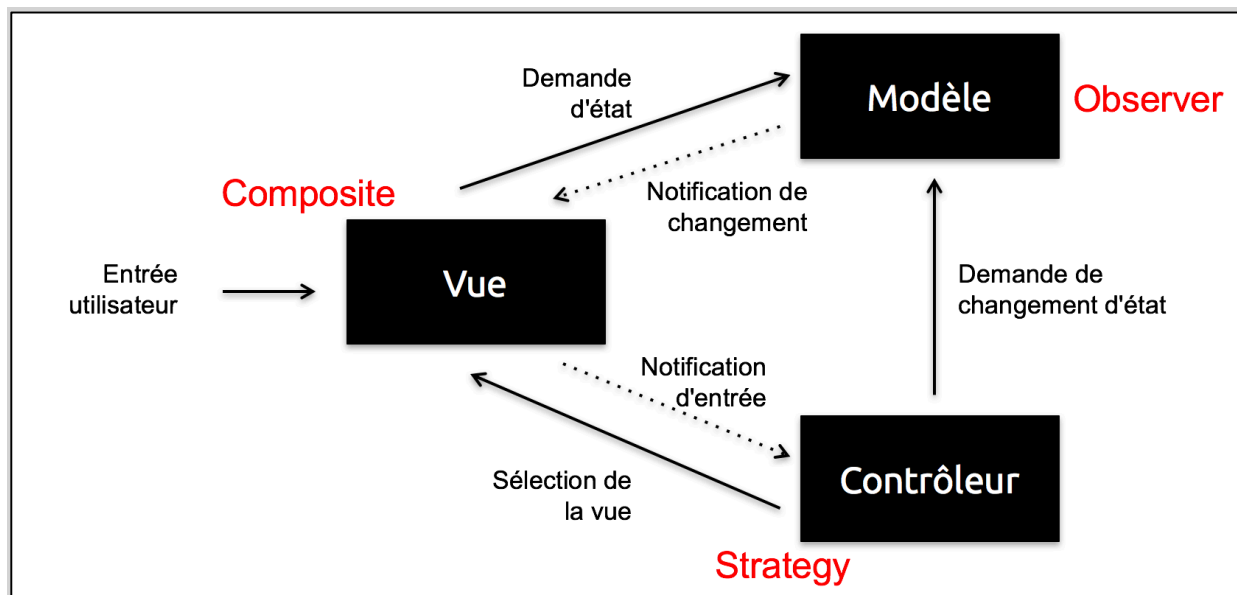 Demande
d'état
Modèle
Observer
Composite
Notification de
changement
Entrée
utilisateur
Vue
Demande de
changement d'état
Notification
d'entrée
Sélection de
la vue
Contrôleur
Strategy